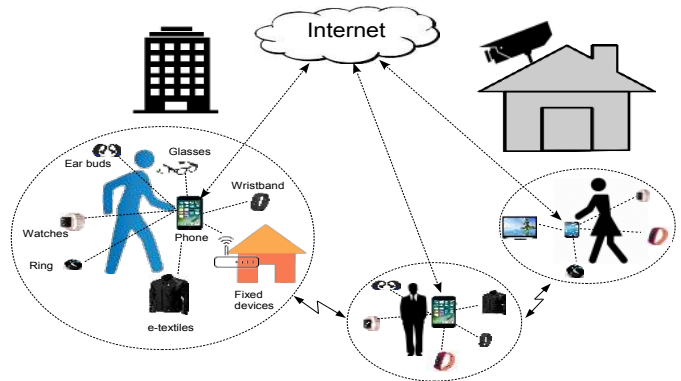 Internet
Glasses
Ear buds
Wristband
Watches
Phone
Ring
Fixed
devices
e-textiles